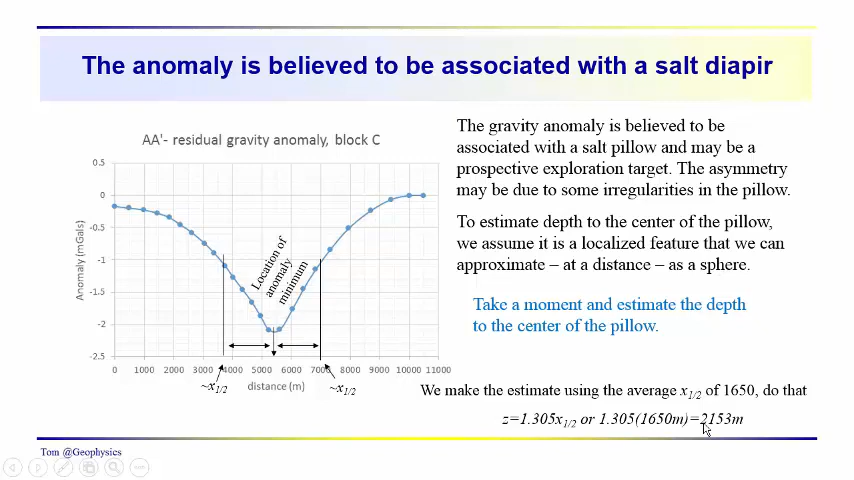 The anomaly is believed to be associated with a salt diapir
AA'- residual gravity anomaly, block C
0.5
0
-0.5
-1
-1.5
-2
-2.5
Anomaly (mGals)
Location of
anomaly
minimum
0 1000 2000 3000 4000 5000 6000 7000 8000 9000 10000 11000
~x1/2 distance (m) ~x1/2
The gravity anomaly is believed to be
associated with a salt pillow and may be a
prospective exploration target. The asymmetry
may be due to some irregularities in the pillow.
To estimate depth to the center of the pillow,
we assume it is a localized feature that we can
approximate – at a distance – as a sphere.
Take a moment and estimate the depth
to the center of the pillow.
We make the estimate using the average x1/2 of 1650, do that
z=1.305x1/2 or 1.305(1650m)=2153m
Tom @Geophysics